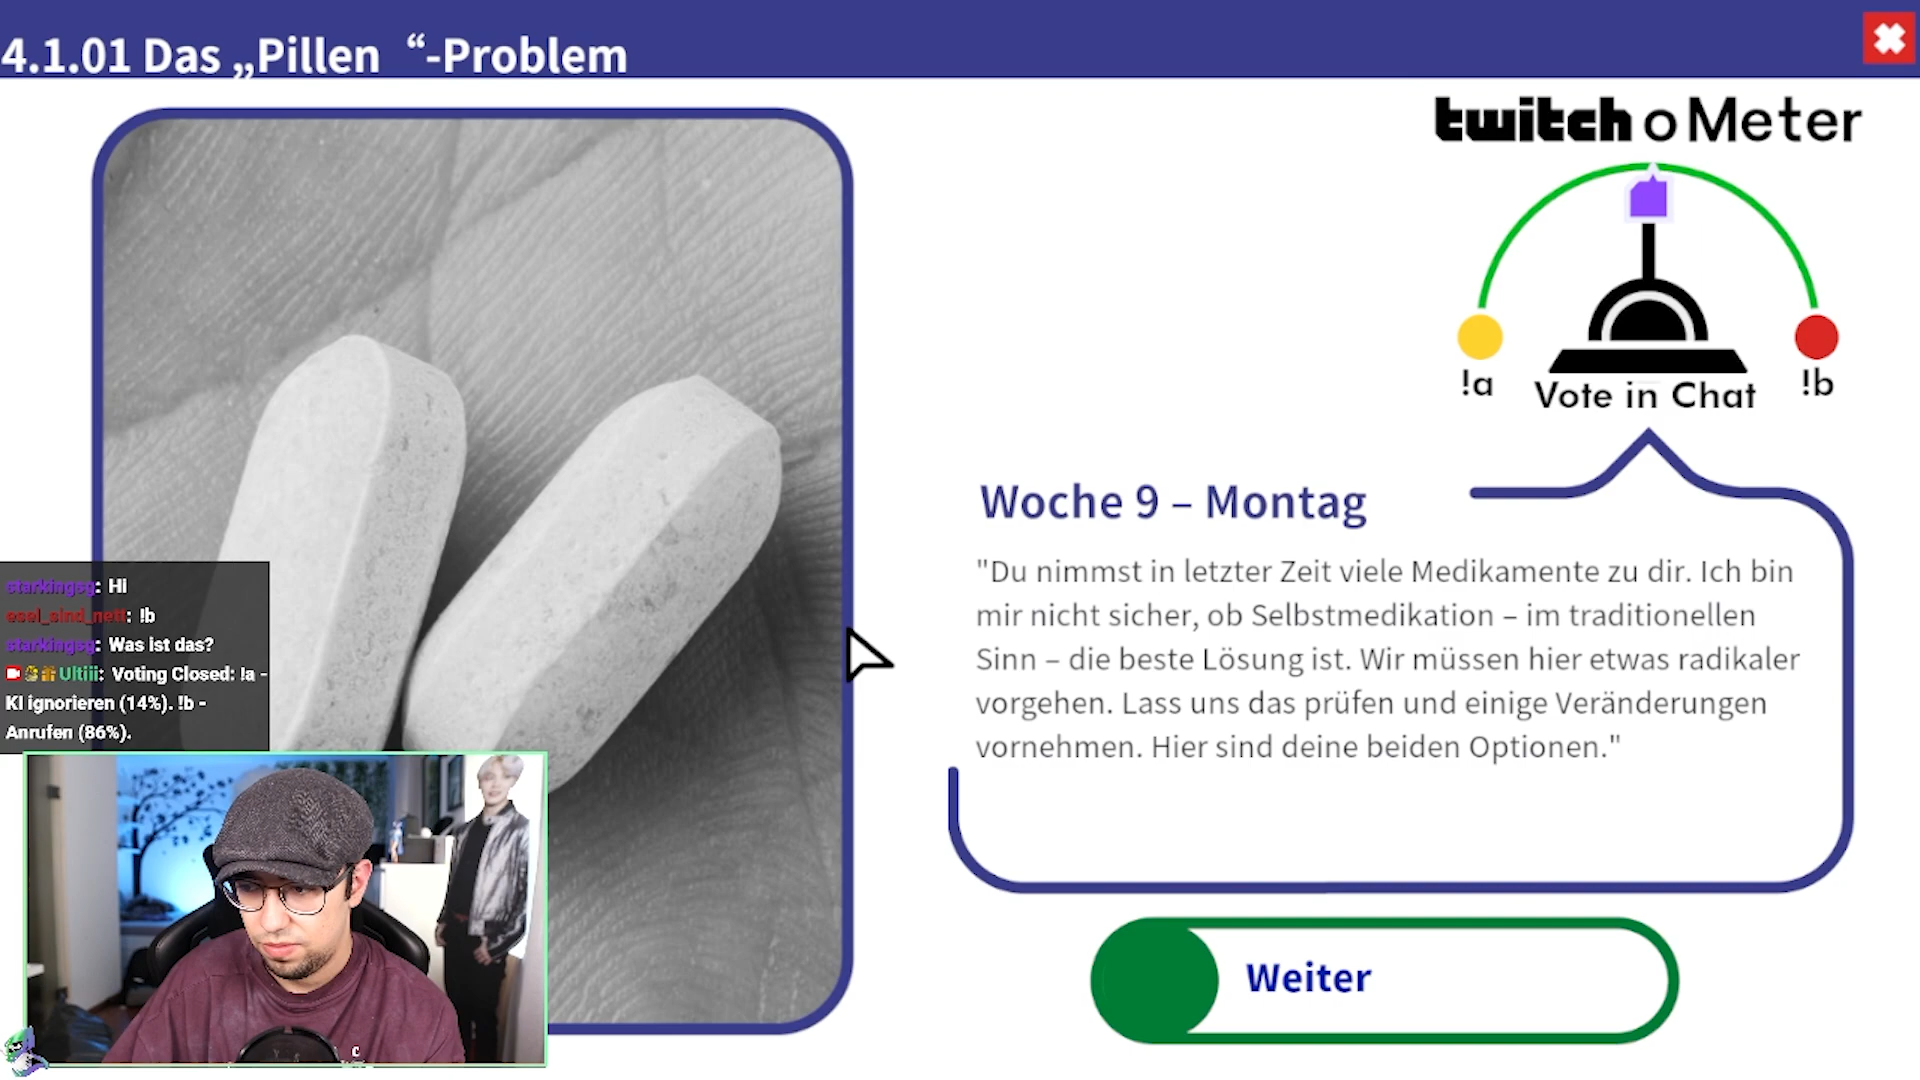 4.1.01 Das „Pillen “-Problem
twitch o Meter
!a
Vote in Chat
!b
Woche 9 – Montag
"Du nimmst in letzter Zeit viele Medikamente zu dir. Ich bin
mir nicht sicher, ob Selbstmedikation – im traditionellen
Sinn – die beste Lösung ist. Wir müssen hier etwas radikaler
vorgehen. Lass uns das prüfen und einige Veränderungen
vornehmen. Hier sind deine beiden Optionen."
Weiter
starkingsg: Hi
esel_sind_nett: !b
starkingsg: Was ist das?
Ultiii: Voting Closed: !a -
KI ignorieren (14%). !b -
Anrufen (86%).